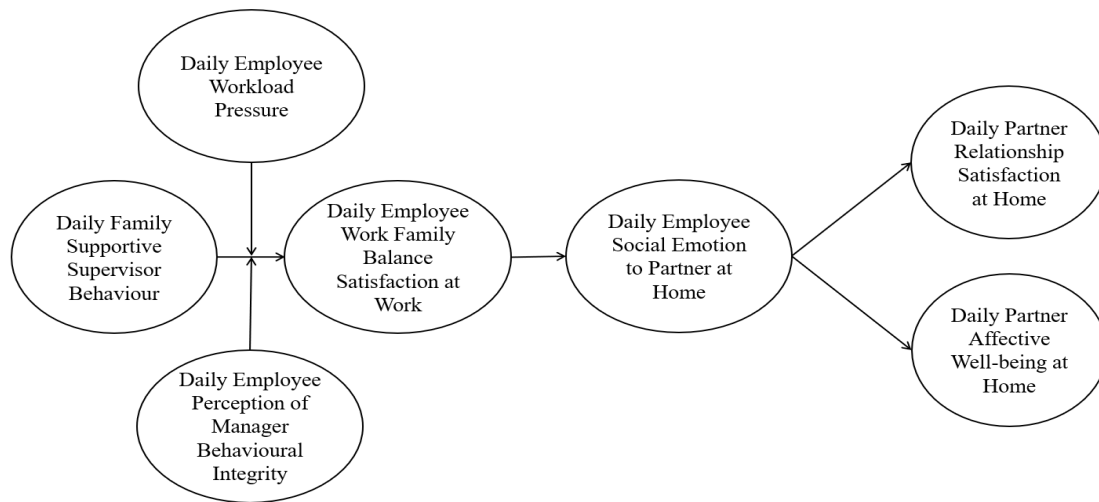 Daily Employee
Workload
Pressure
Daily Family
Supportive
Supervisor
Behaviour
Daily Employee
Work Family
Balance
Satisfaction at
Work
Daily Employee
Social Emotion
to Partner at
Home
Daily Partner
Relationship
Satisfaction
at Home
Daily Partner
Affective
Well-being at
Home
Daily Employee
Perception of
Manager
Behavioural
Integrity